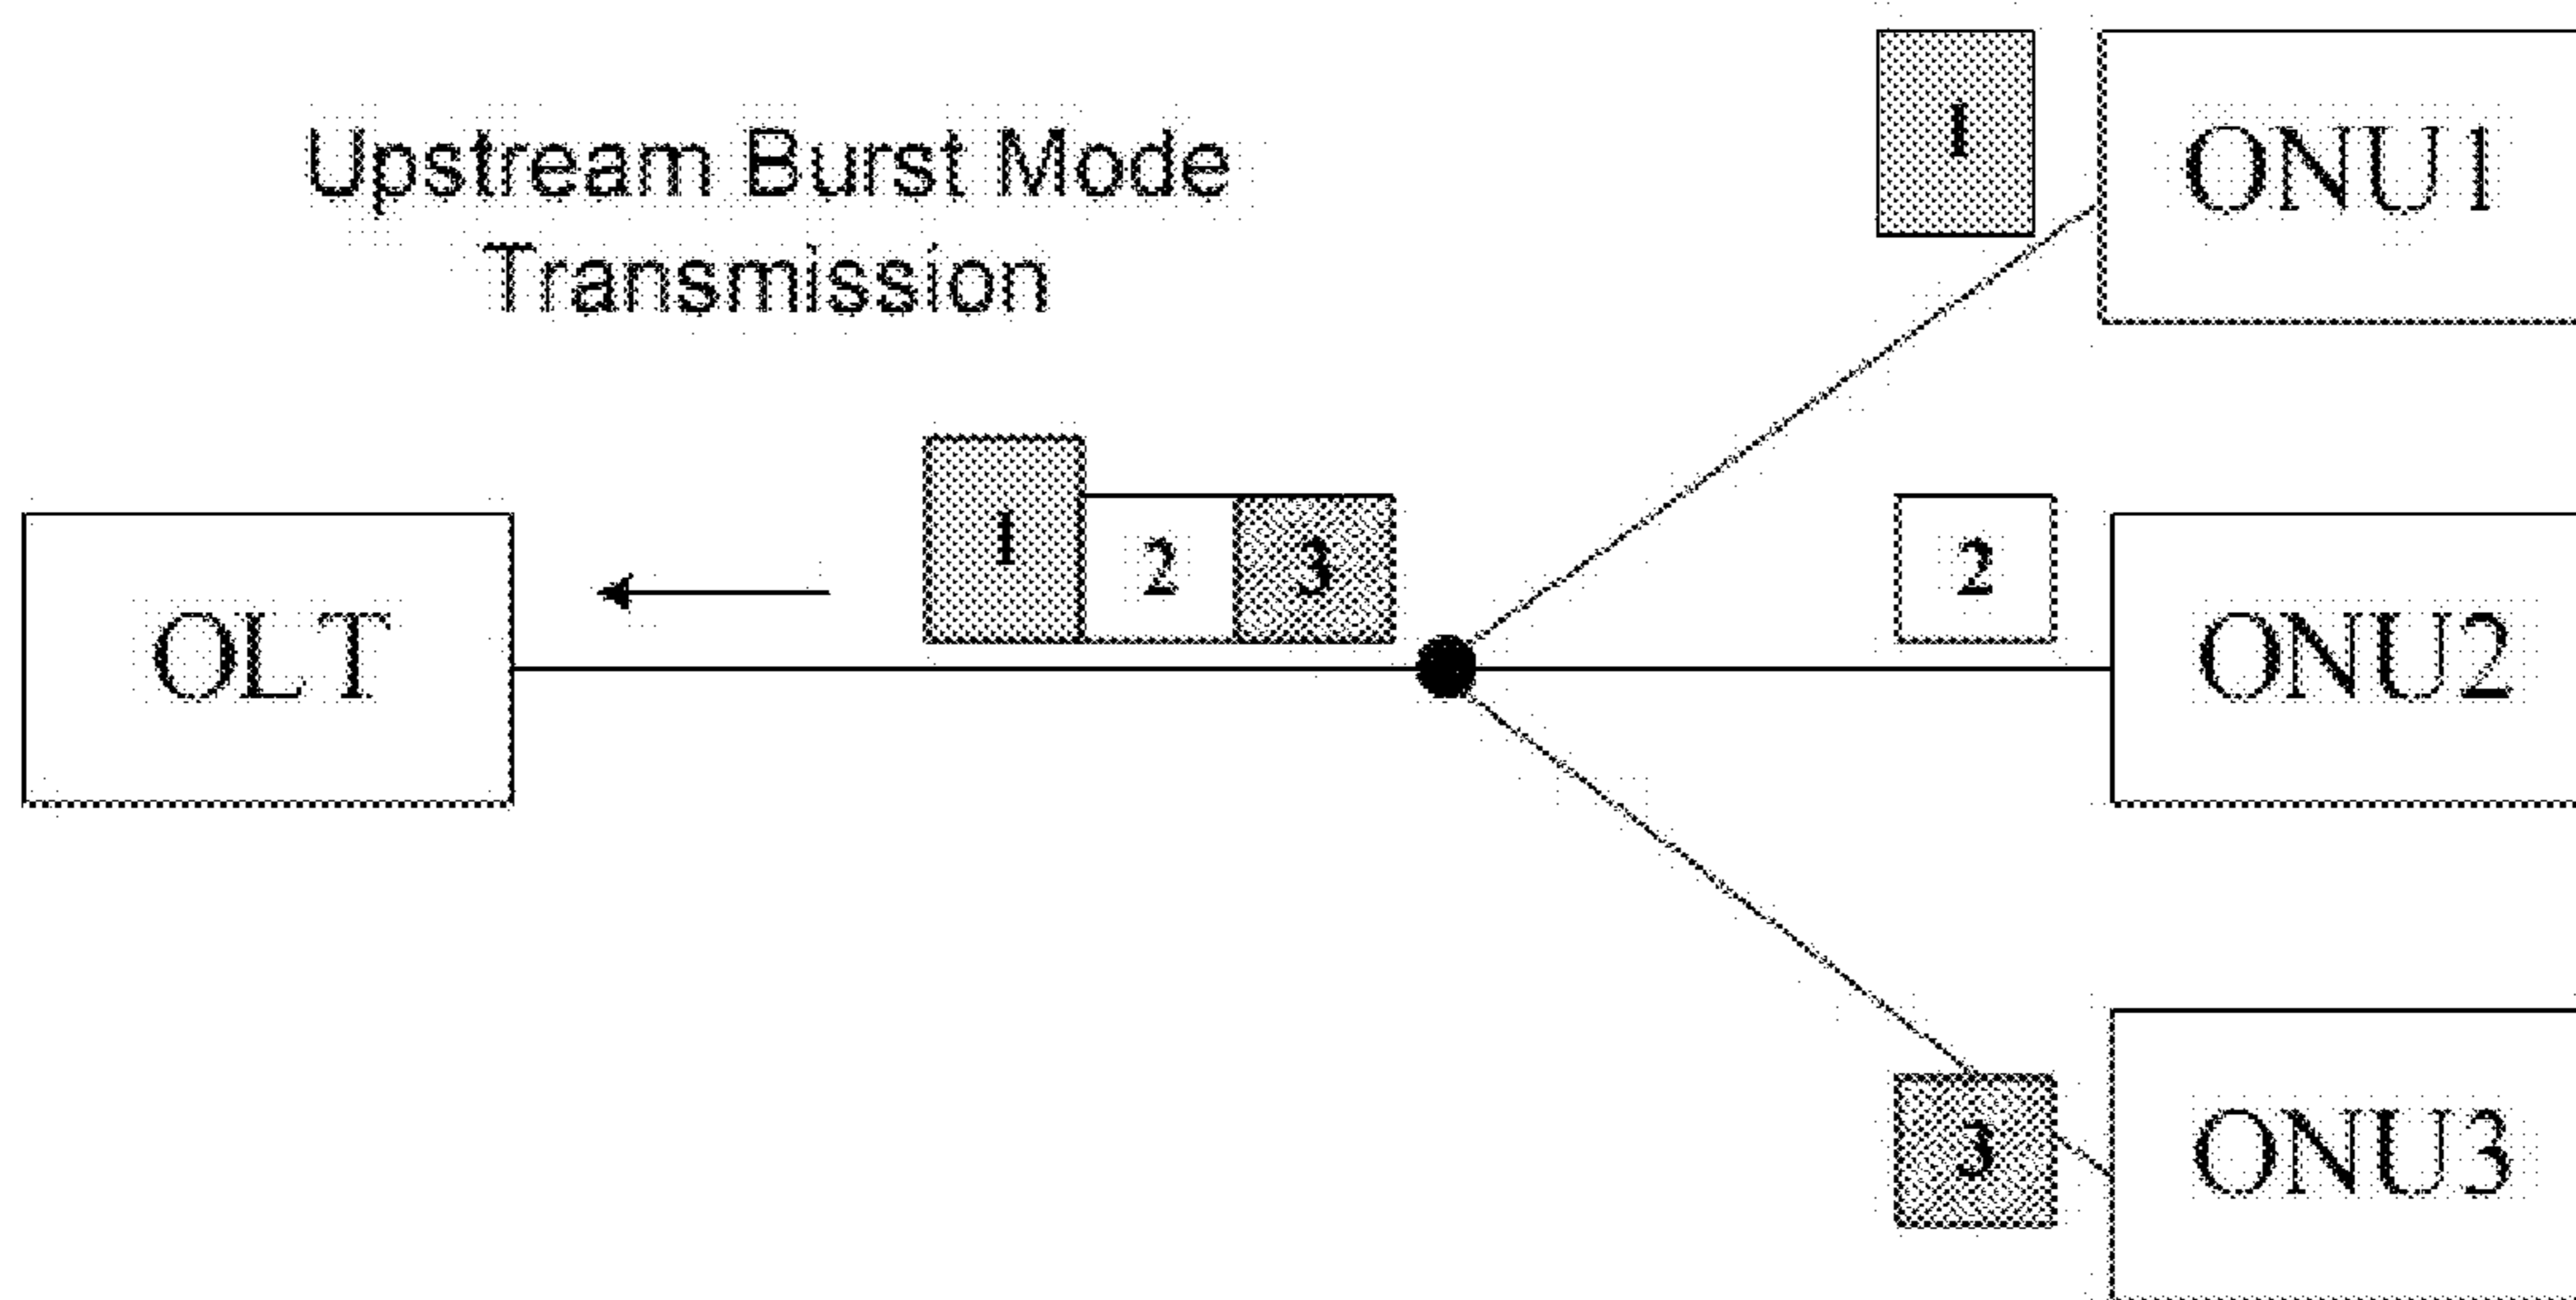 1
ONU1
Upstream Burst Mode
Transmission
1 2 3
2
OLT
ONU2
3
ONU3